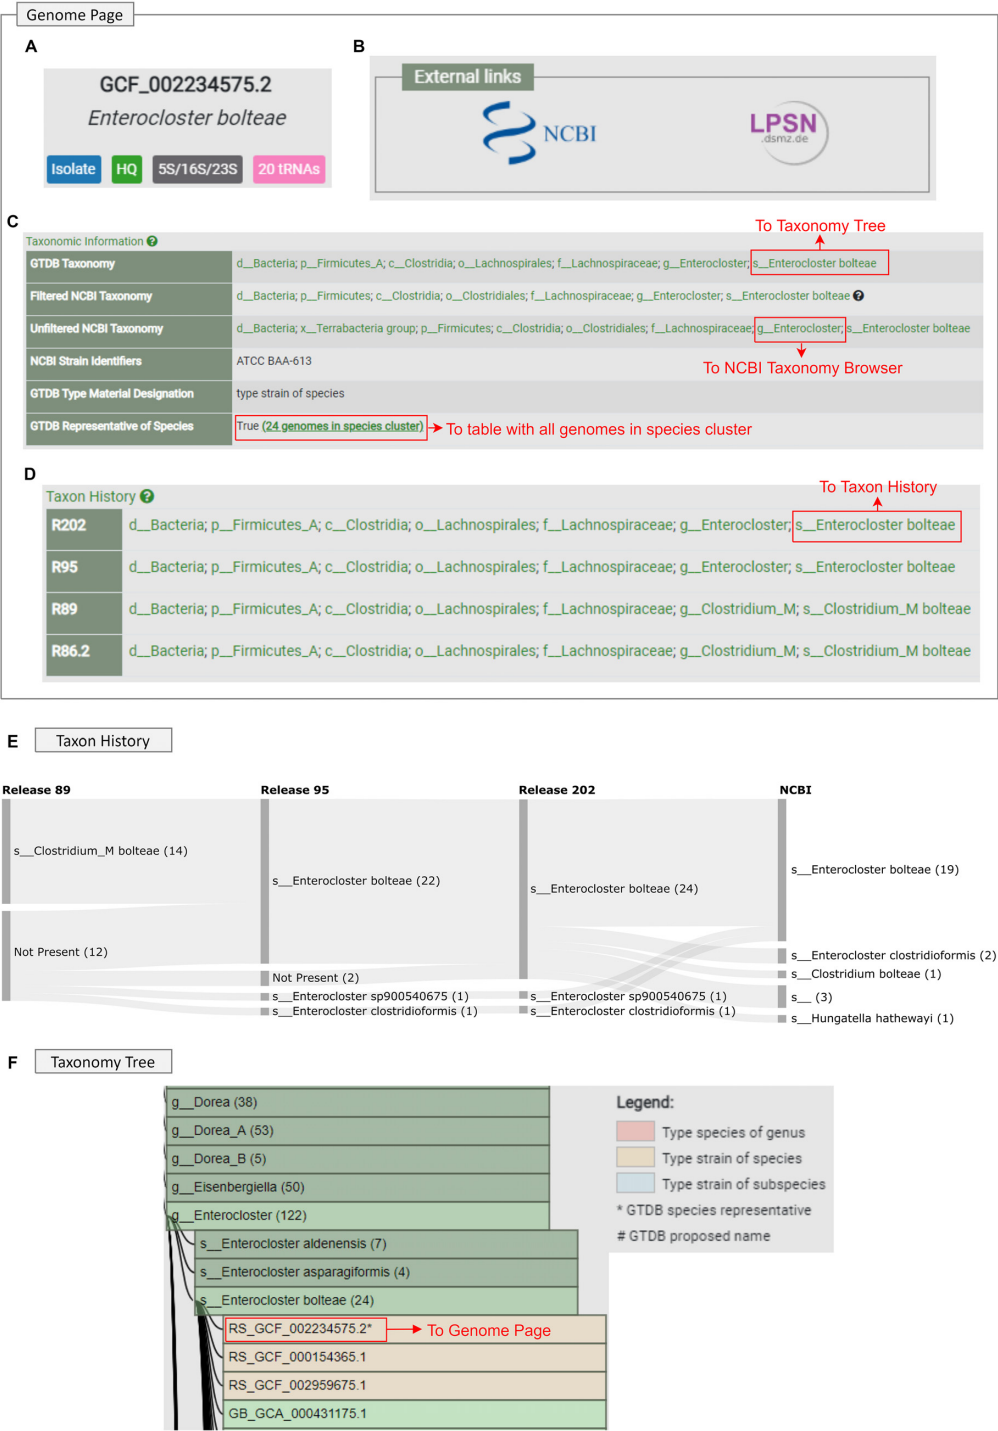 Genome Page
A
GCF_002234575.2
Enterocloster bolteae
Isolate HQ 5S/16S/23S 20 tRNAs
B
External links
NCBI
LPSN
.dsmz.de
C
To Taxonomy Tree
Taxonomic Information ?
GTDB Taxonomy d__Bacteria; p__Firmicutes_A; c__Clostridia; o__Lachnospirales; f__Lachnospiraceae; g__Enterocloster; s__Enterocloster bolteae
Filtered NCBI Taxonomy d__Bacteria; p__Firmicutes; c__Clostridia; o__Clostridiales; f__Lachnospiraceae; g__Enterocloster; s__Enterocloster bolteae ?
Unfiltered NCBI Taxonomy d__Bacteria; x__Terrabacteria group; p__Firmicutes; c__Clostridia; o__Clostridiales; f__Lachnospiraceae; g__Enterocloster; s__Enterocloster bolteae
NCBI Strain Identifiers ATCC BAA-613
To NCBI Taxonomy Browser
GTDB Type Material Designation type strain of species
GTDB Representative of Species True (24 genomes in species cluster) To table with all genomes in species cluster
D
To Taxon History
Taxon History ?
R202 d__Bacteria; p__Firmicutes_A; c__Clostridia; o__Lachnospirales; f__Lachnospiraceae; g__Enterocloster; s__Enterocloster bolteae
R95 d__Bacteria; p__Firmicutes_A; c__Clostridia; o__Lachnospirales; f__Lachnospiraceae; g__Enterocloster; s__Enterocloster bolteae
R89 d__Bacteria; p__Firmicutes_A; c__Clostridia; o__Lachnospirales; f__Lachnospiraceae; g__Clostridium_M; s__Clostridium_M bolteae
R86.2 d__Bacteria; p__Firmicutes_A; c__Clostridia; o__Lachnospirales; f__Lachnospiraceae; g__Clostridium_M; s__Clostridium_M bolteae
E Taxon History
Release 89
s__Clostridium_M bolteae (14)
Not Present (12)
Release 95
s__Enterocloster bolteae (22)
Not Present (2)
s__Enterocloster sp900540675 (1)
s__Enterocloster clostridioformis (1)
Release 202
s__Enterocloster bolteae (24)
s__Enterocloster sp900540675 (1)
s__Enterocloster clostridioformis (1)
NCBI
s__Enterocloster bolteae (19)
s__Enterocloster clostridioformis (2)
s__Clostridium bolteae (1)
s__ (3)
s__Hungatella hathewayi (1)
F Taxonomy Tree
g__Dorea (38)
g__Dorea_A (53)
g__Dorea_B (5)
g__Eisenbergiella (50)
g__Enterocloster (122)
s__Enterocloster aldenensis (7)
s__Enterocloster asparagiformis (4)
s__Enterocloster bolteae (24)
RS_GCF_002234575.2* To Genome Page
RS_GCF_000154365.1
RS_GCF_002959675.1
GB_GCA_000431175.1
Legend:
Type species of genus
Type strain of species
Type strain of subspecies
* GTDB species representative
# GTDB proposed name